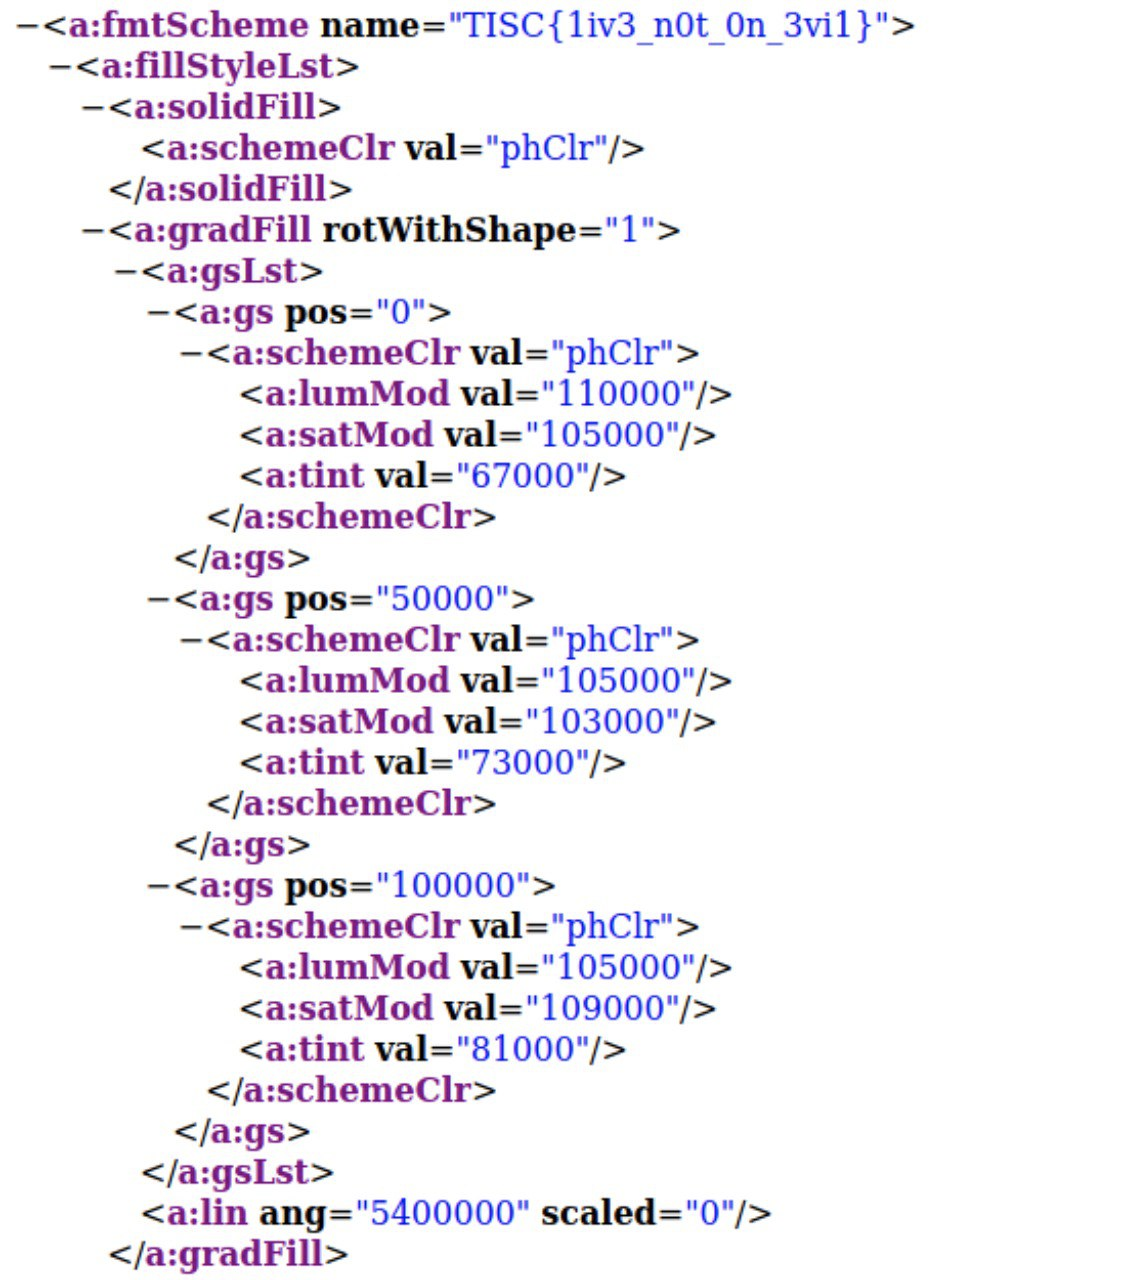 −<a:fmtScheme name="TISC{1iv3_n0t_0n_3vi1}">
−<a:fillStyleLst>
−<a:solidFill>
<a:schemeClr val="phClr"/>
</a:solidFill>
−<a:gradFill rotWithShape="1">
−<a:gsLst>
−<a:gs pos="0">
−<a:schemeClr val="phClr">
<a:lumMod val="110000"/>
<a:satMod val="105000"/>
<a:tint val="67000"/>
</a:schemeClr>
</a:gs>
−<a:gs pos="50000">
−<a:schemeClr val="phClr">
<a:lumMod val="105000"/>
<a:satMod val="103000"/>
<a:tint val="73000"/>
</a:schemeClr>
</a:gs>
−<a:gs pos="100000">
−<a:schemeClr val="phClr">
<a:lumMod val="105000"/>
<a:satMod val="109000"/>
<a:tint val="81000"/>
</a:schemeClr>
</a:gs>
</a:gsLst>
<a:lin ang="5400000" scaled="0"/>
</a:gradFill>